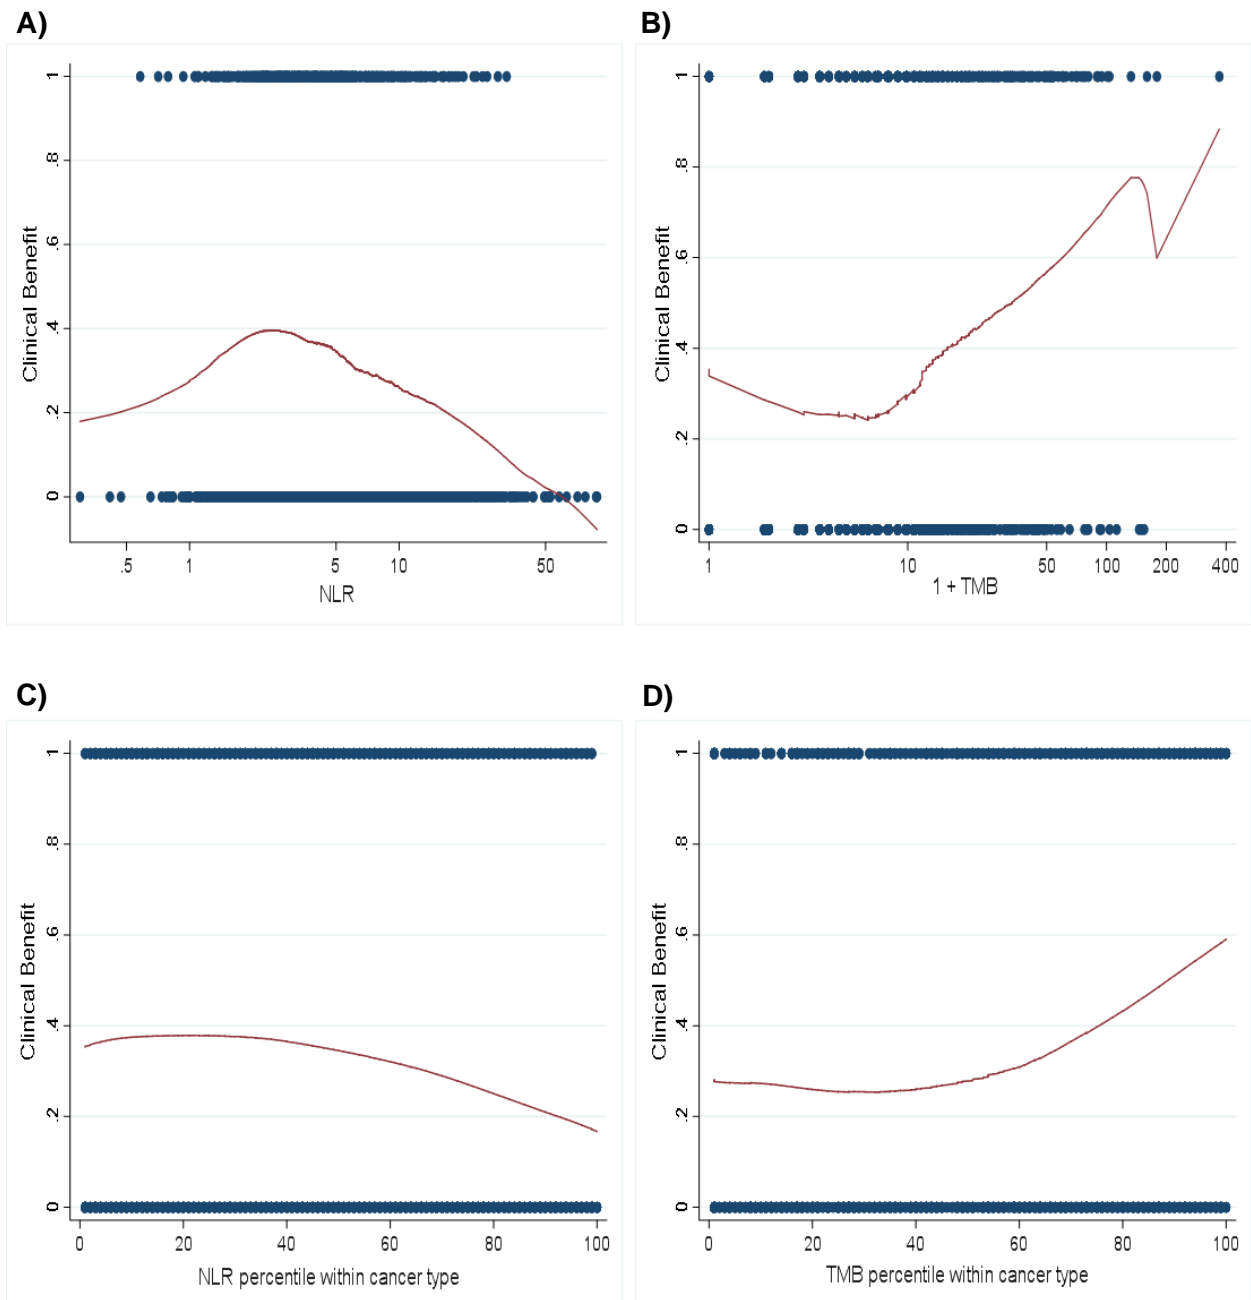 A)
1
.8
.6
.4
.2
0
Clinical Benefit
.5 1 5 10 50
NLR
B)
1
.8
.6
.4
.2
0
Clinical Benefit
1 10 50 100 200 400
1 + TMB
C)
1
.8
.6
.4
.2
0
Clinical Benefit
0 20 40 60 80 100
NLR percentile within cancer type
D)
1
.8
.6
.4
.2
0
Clinical Benefit
0 20 40 60 80 100
TMB percentile within cancer type